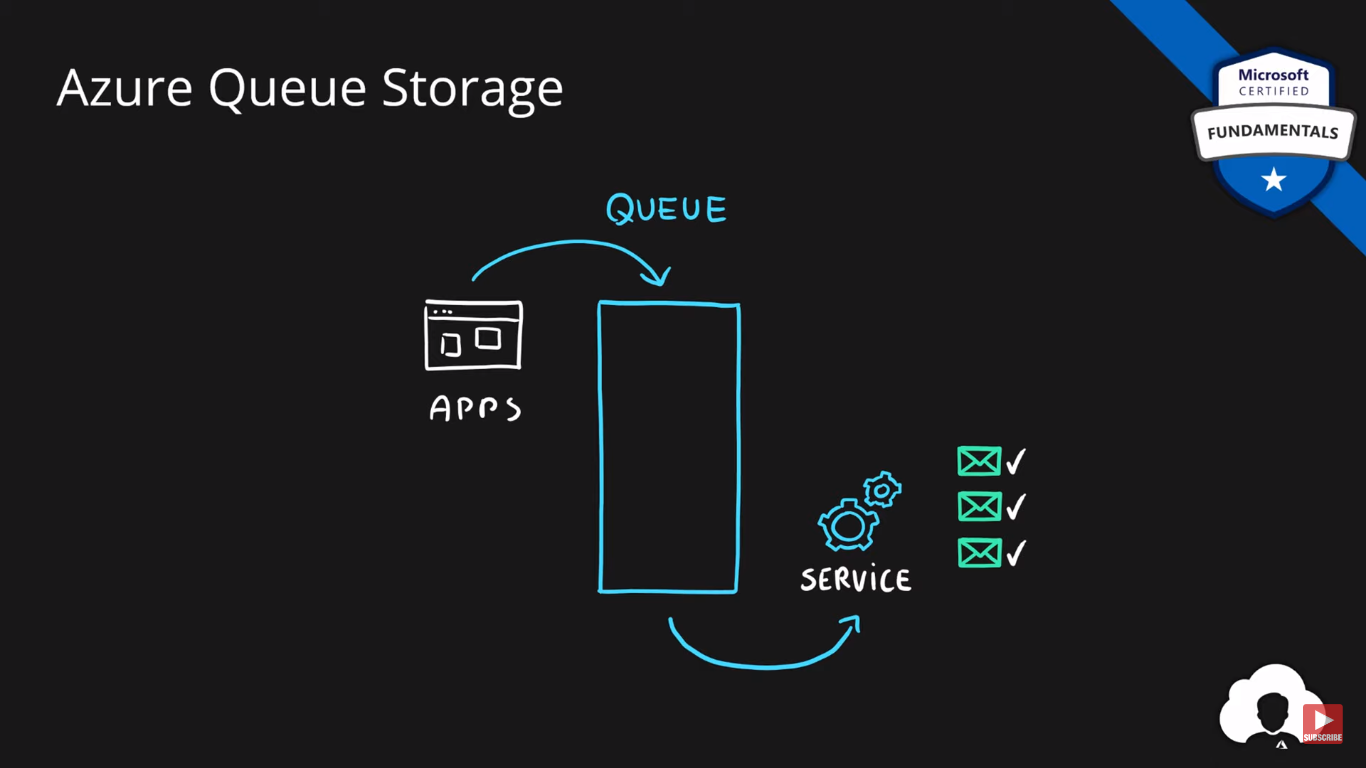 Azure Queue Storage
Microsoft
CERTIFIED
FUNDAMENTALS
QUEUE
APPS
SERVICE
SUBSCRIBE